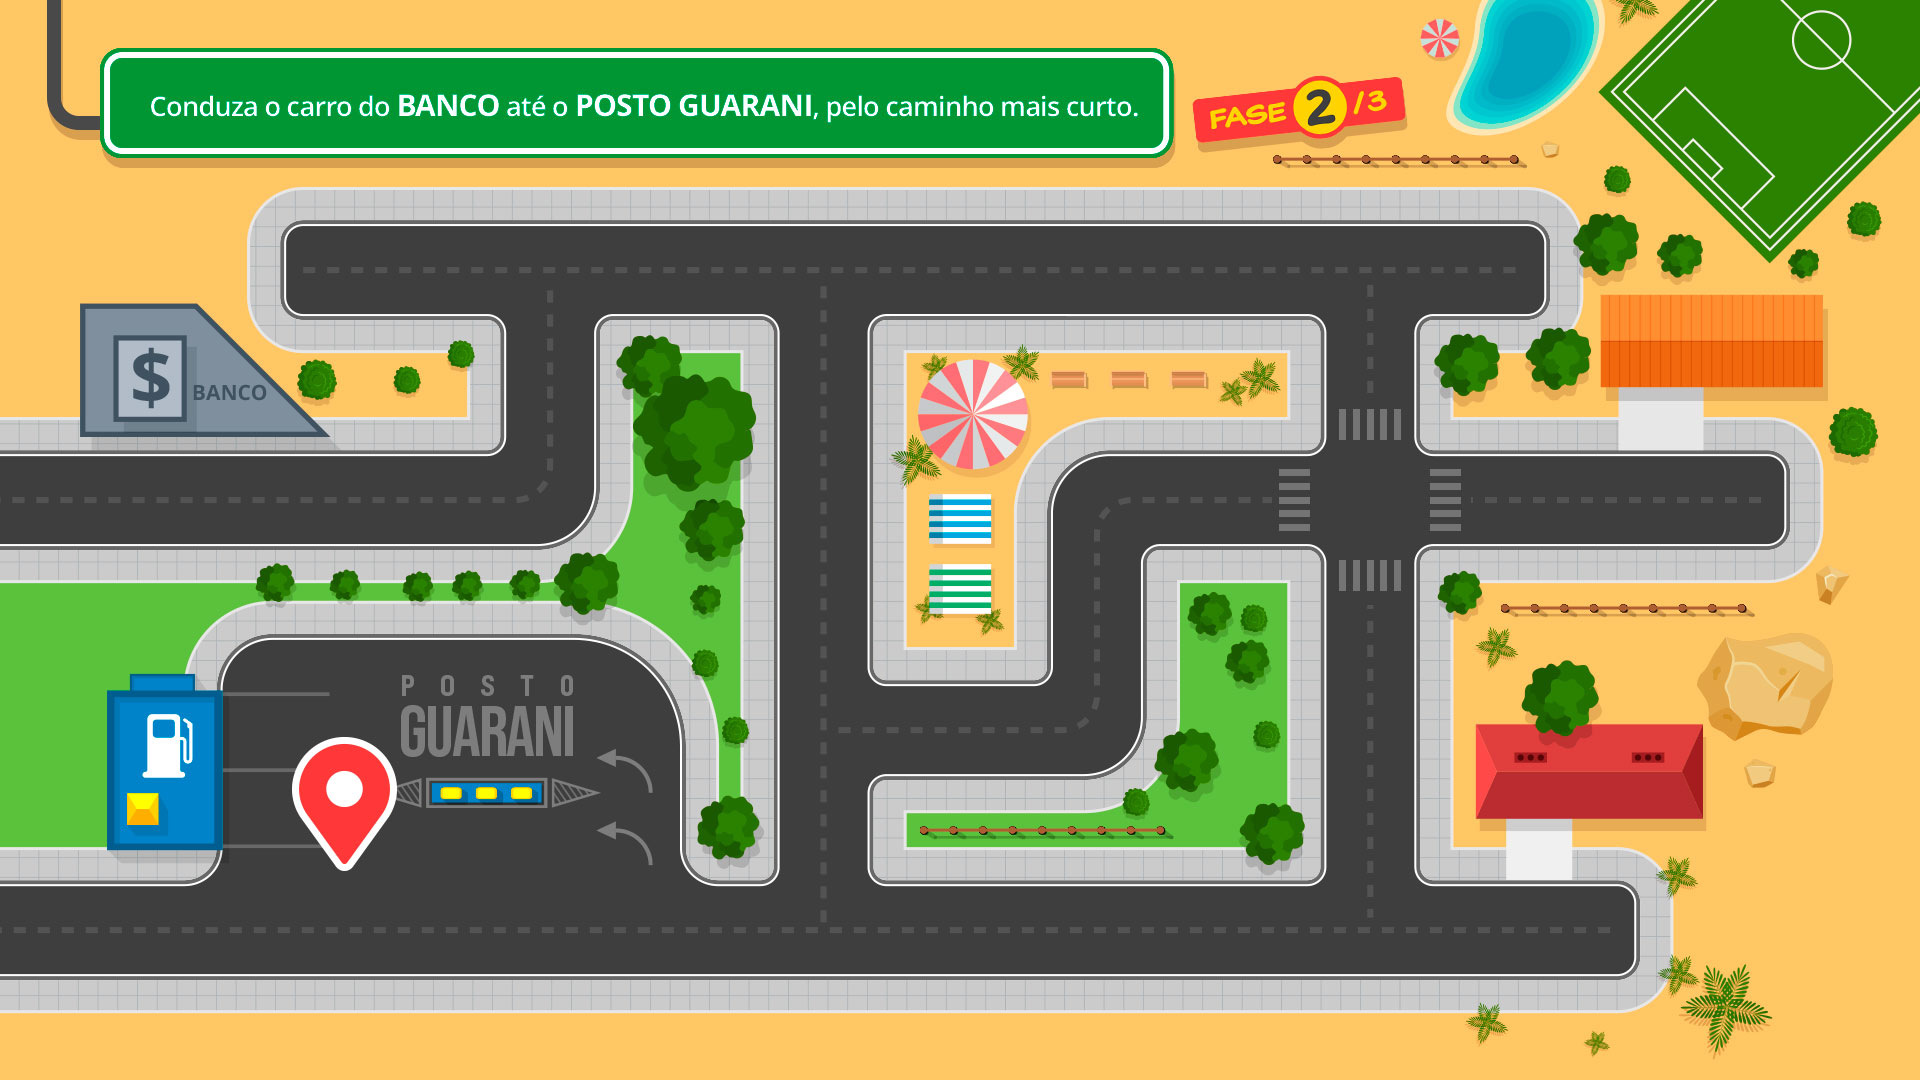 Conduza o carro do BANCO até o POSTO GUARANI, pelo caminho mais curto.
FASE 2/3
$
BANCO
POSTO
GUARANI